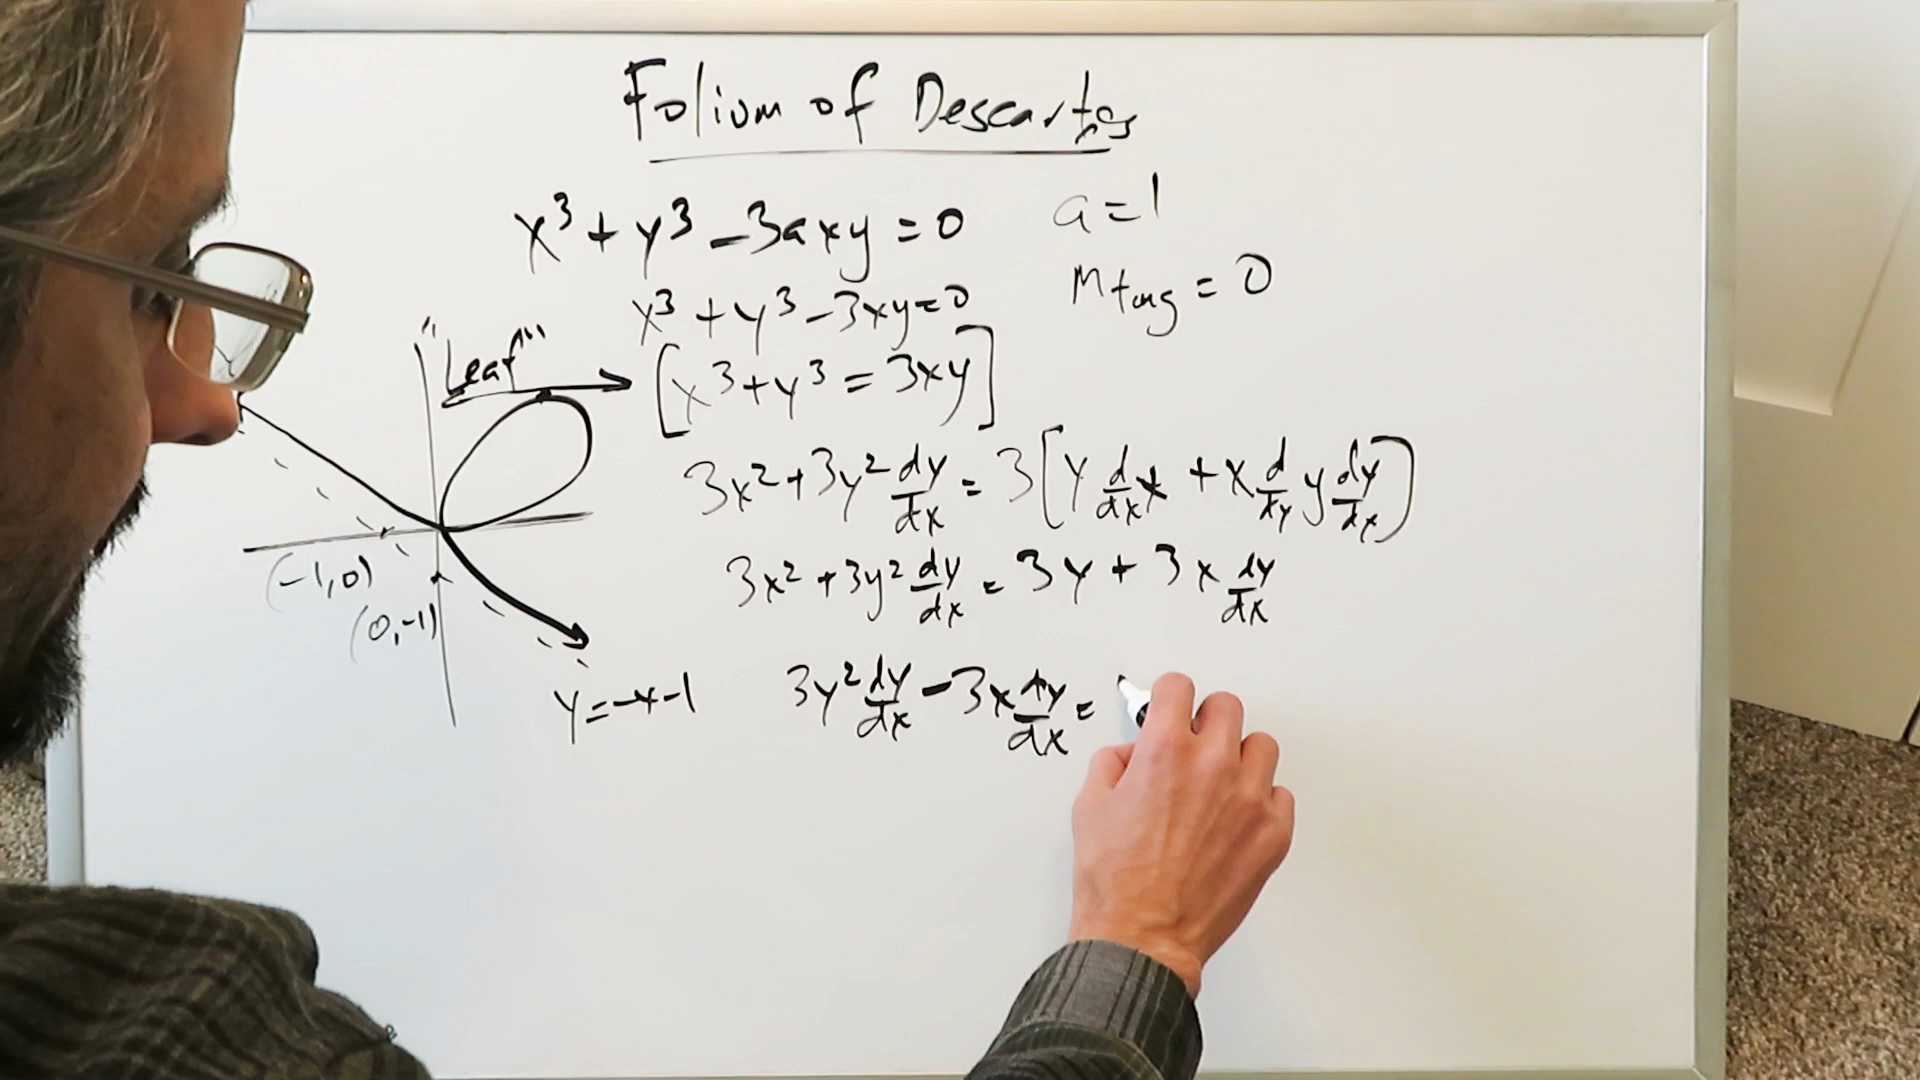 Folium of Descartes
x³ + y³ - 3axy = 0
a = 1
x³ + y³ - 3xy = 0
m tang = 0
"Leaf"
[x³ + y³ = 3xy]
3x² + 3y² dy/dx = 3[y d/dx x + x d/dy y dy/dx]
(-1,0)
3x² + 3y² dy/dx = 3y + 3x dy/dx
(0,-1)
y = -x - 1
3y² dy/dx - 3x dy/dx =